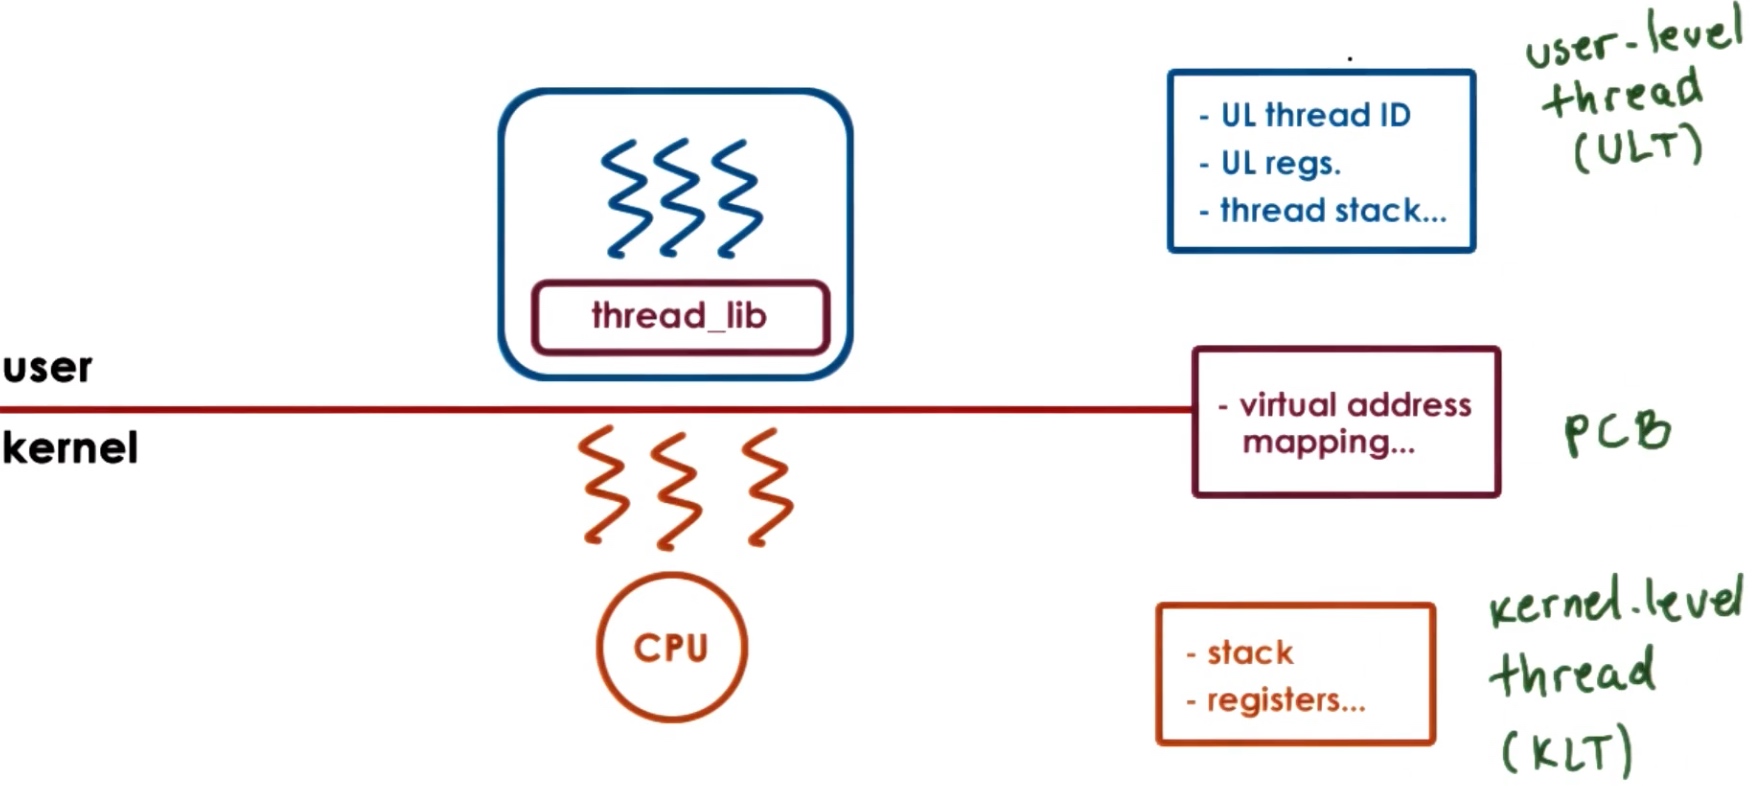 user-level
thread
(ULT)
- UL thread ID
- UL regs.
- thread stack...
thread_lib
user
kernel
- virtual address
mapping...
PCB
CPU
- stack
- registers...
kernel-level
thread
(KLT)